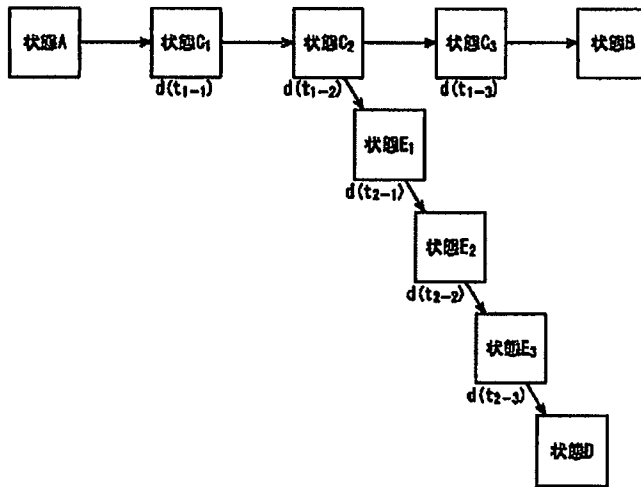 状態A
状態C₁
状態C₂
状態C₃
状態B
d(t₁₋₁)
d(t₁₋₂)
d(t₁₋₃)
状態E₁
d(t₂₋₁)
状態E₂
d(t₂₋₂)
状態E₃
d(t₂₋₃)
状態D